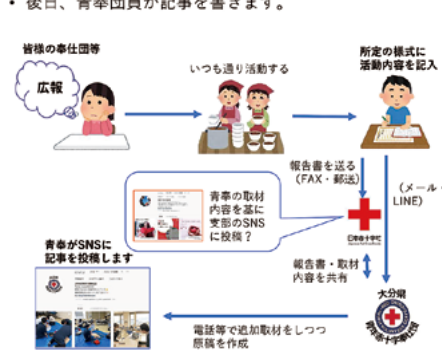 • 後日、青奉団員が記事を書きます。
皆様の奉仕団等
広報
いつも通り活動する
所定の様式に
活動内容を記入
報告書を送る
(FAX・郵送)
(メール・
LINE)
青奉の取材
内容を基に
支部のSNS
に投稿？
日本赤十字社
報告書・取材
内容を共有
青奉がSNSに
記事を投稿します
大分県
青年赤十字奉仕団
電話等で追加取材をしつつ
原稿を作成